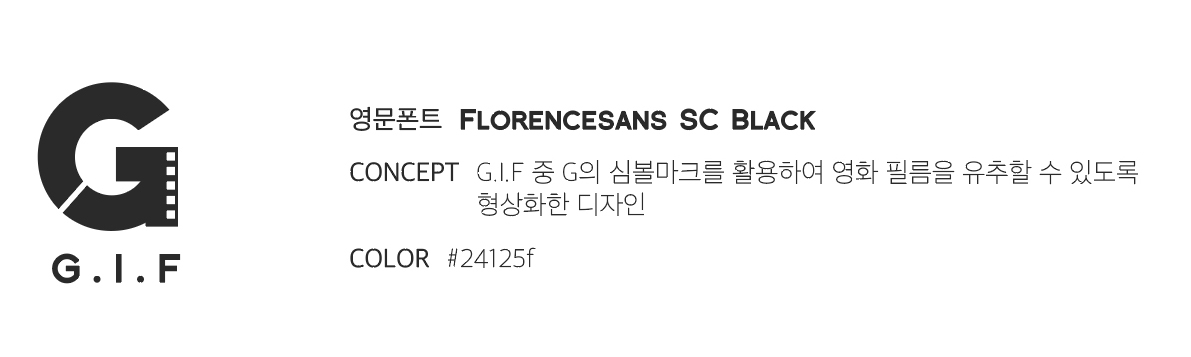 G
G.I.F
영문폰트 FLORENCESANS SC BLACK
CONCEPT G.I.F 중 G의 심볼마크를 활용하여 영화 필름을 유추할 수 있도록
형상화한 디자인
COLOR #24125f